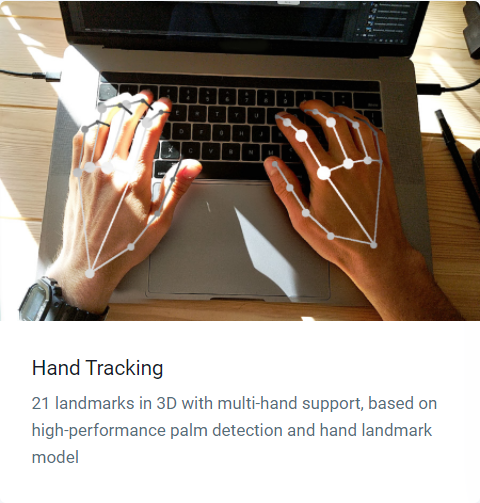 Hand Tracking
21 landmarks in 3D with multi-hand support, based on
high-performance palm detection and hand landmark
model